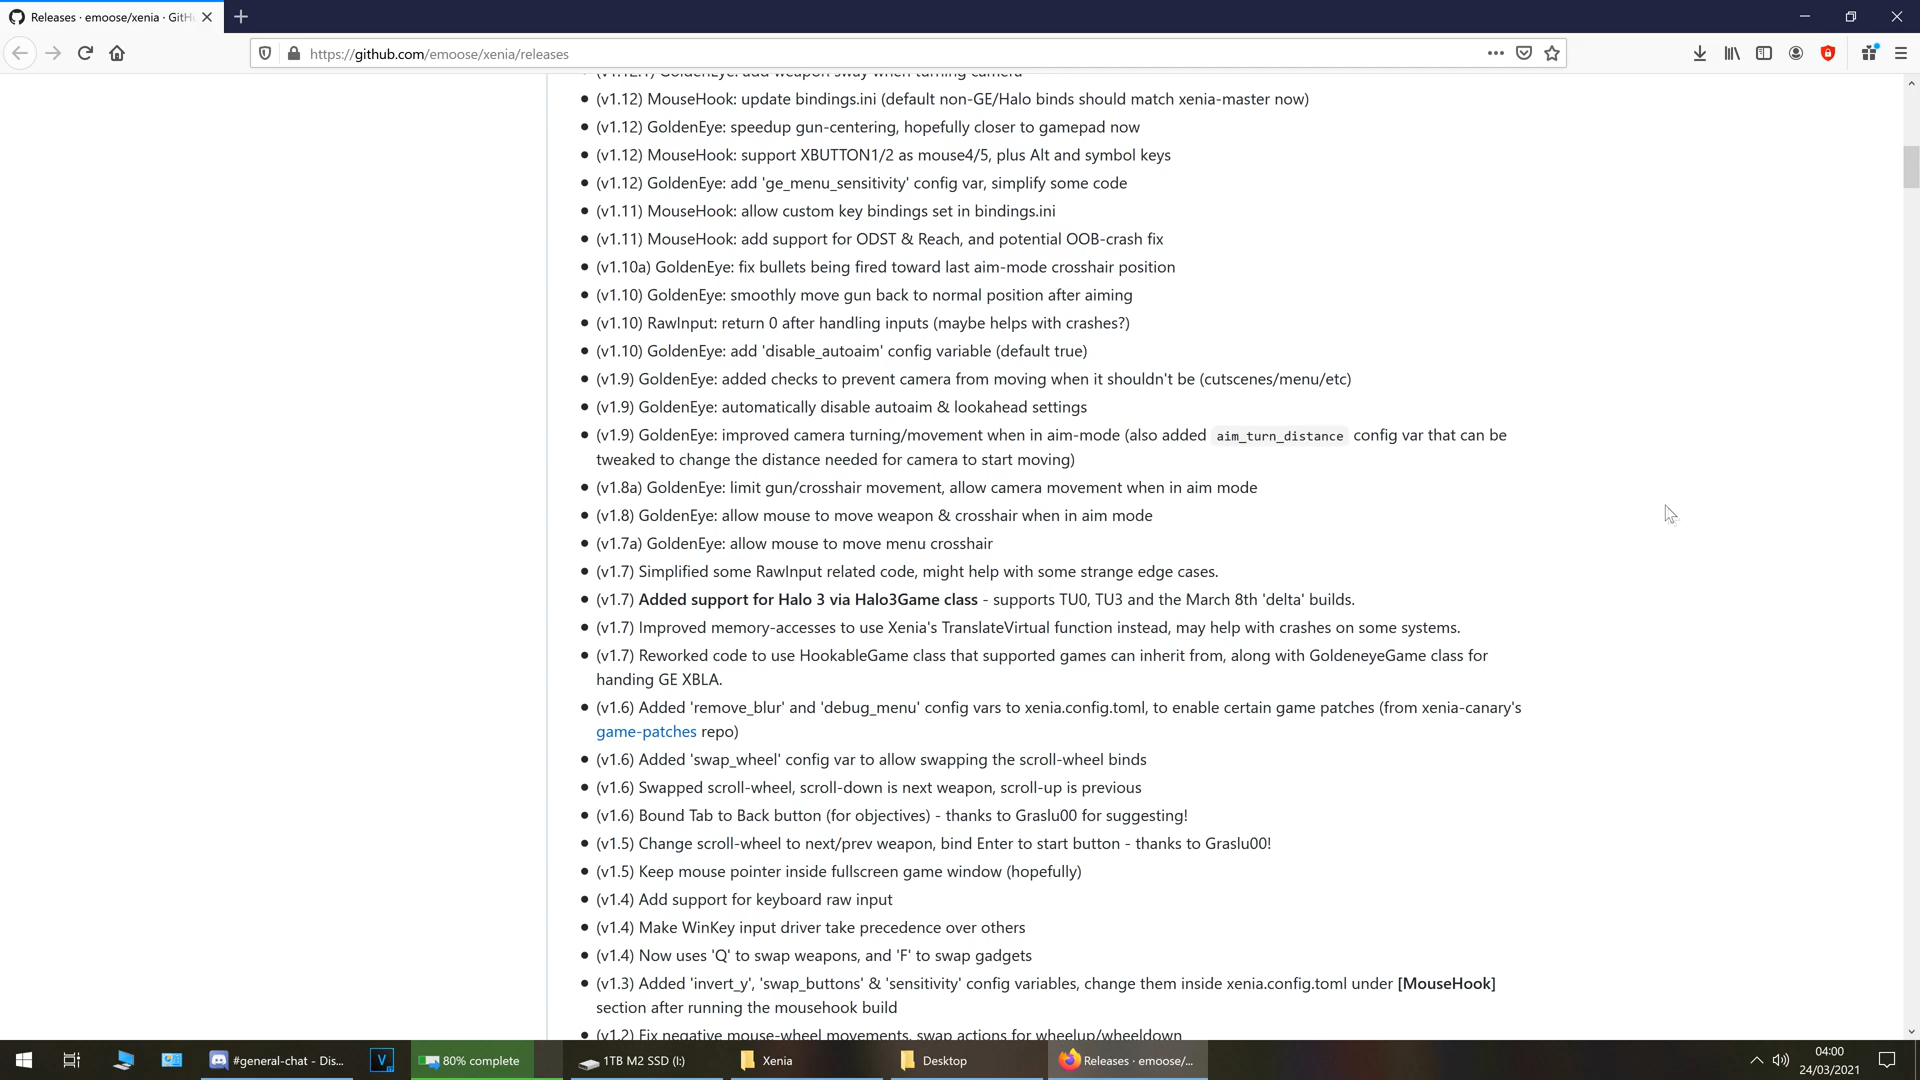 Releases · emoose/xenia · GitH
https://github.com/emoose/xenia/releases
(v1.12.1) GoldenEye: add weapon sway when turning camera
(v1.12) MouseHook: update bindings.ini (default non-GE/Halo binds should match xenia-master now)
(v1.12) GoldenEye: speedup gun-centering, hopefully closer to gamepad now
(v1.12) MouseHook: support XBUTTON1/2 as mouse4/5, plus Alt and symbol keys
(v1.12) GoldenEye: add 'ge_menu_sensitivity' config var, simplify some code
(v1.11) MouseHook: allow custom key bindings set in bindings.ini
(v1.11) MouseHook: add support for ODST & Reach, and potential OOB-crash fix
(v1.10a) GoldenEye: fix bullets being fired toward last aim-mode crosshair position
(v1.10) GoldenEye: smoothly move gun back to normal position after aiming
(v1.10) RawInput: return 0 after handling inputs (maybe helps with crashes?)
(v1.10) GoldenEye: add 'disable_autoaim' config variable (default true)
(v1.9) GoldenEye: added checks to prevent camera from moving when it shouldn't be (cutscenes/menu/etc)
(v1.9) GoldenEye: automatically disable autoaim & lookahead settings
(v1.9) GoldenEye: improved camera turning/movement when in aim-mode (also added aim_turn_distance config var that can be
tweaked to change the distance needed for camera to start moving)
(v1.8a) GoldenEye: limit gun/crosshair movement, allow camera movement when in aim mode
(v1.8) GoldenEye: allow mouse to move weapon & crosshair when in aim mode
(v1.7a) GoldenEye: allow mouse to move menu crosshair
(v1.7) Simplified some RawInput related code, might help with some strange edge cases.
(v1.7) Added support for Halo 3 via Halo3Game class - supports TU0, TU3 and the March 8th 'delta' builds.
(v1.7) Improved memory-accesses to use Xenia's TranslateVirtual function instead, may help with crashes on some systems.
(v1.7) Reworked code to use HookableGame class that supported games can inherit from, along with GoldeneyeGame class for
handing GE XBLA.
(v1.6) Added 'remove_blur' and 'debug_menu' config vars to xenia.config.toml, to enable certain game patches (from xenia-canary's
game-patches repo)
(v1.6) Added 'swap_wheel' config var to allow swapping the scroll-wheel binds
(v1.6) Swapped scroll-wheel, scroll-down is next weapon, scroll-up is previous
(v1.6) Bound Tab to Back button (for objectives) - thanks to Graslu00 for suggesting!
(v1.5) Change scroll-wheel to next/prev weapon, bind Enter to start button - thanks to Graslu00!
(v1.5) Keep mouse pointer inside fullscreen game window (hopefully)
(v1.4) Add support for keyboard raw input
(v1.4) Make WinKey input driver take precedence over others
(v1.4) Now uses 'Q' to swap weapons, and 'F' to swap gadgets
(v1.3) Added 'invert_y', 'swap_buttons' & 'sensitivity' config variables, change them inside xenia.config.toml under [MouseHook]
section after running the mousehook build
(v1.2) Fix negative mouse-wheel movements, swap actions for wheelup/wheeldown
#general-chat - Dis...
80% complete
1TB M2 SSD (I:)
Xenia
Desktop
Releases · emoose/...
04:00
24/03/2021